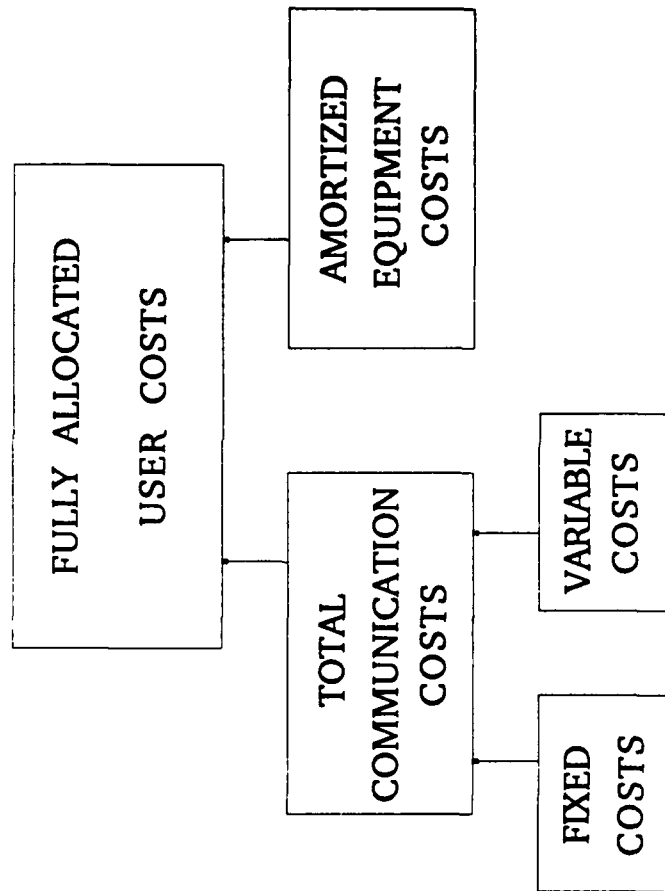 FULLY ALLOCATED
USER COSTS
TOTAL
COMMUNICATION
COSTS
AMORTIZED
EQUIPMENT
COSTS
FIXED
COSTS
VARIABLE
COSTS